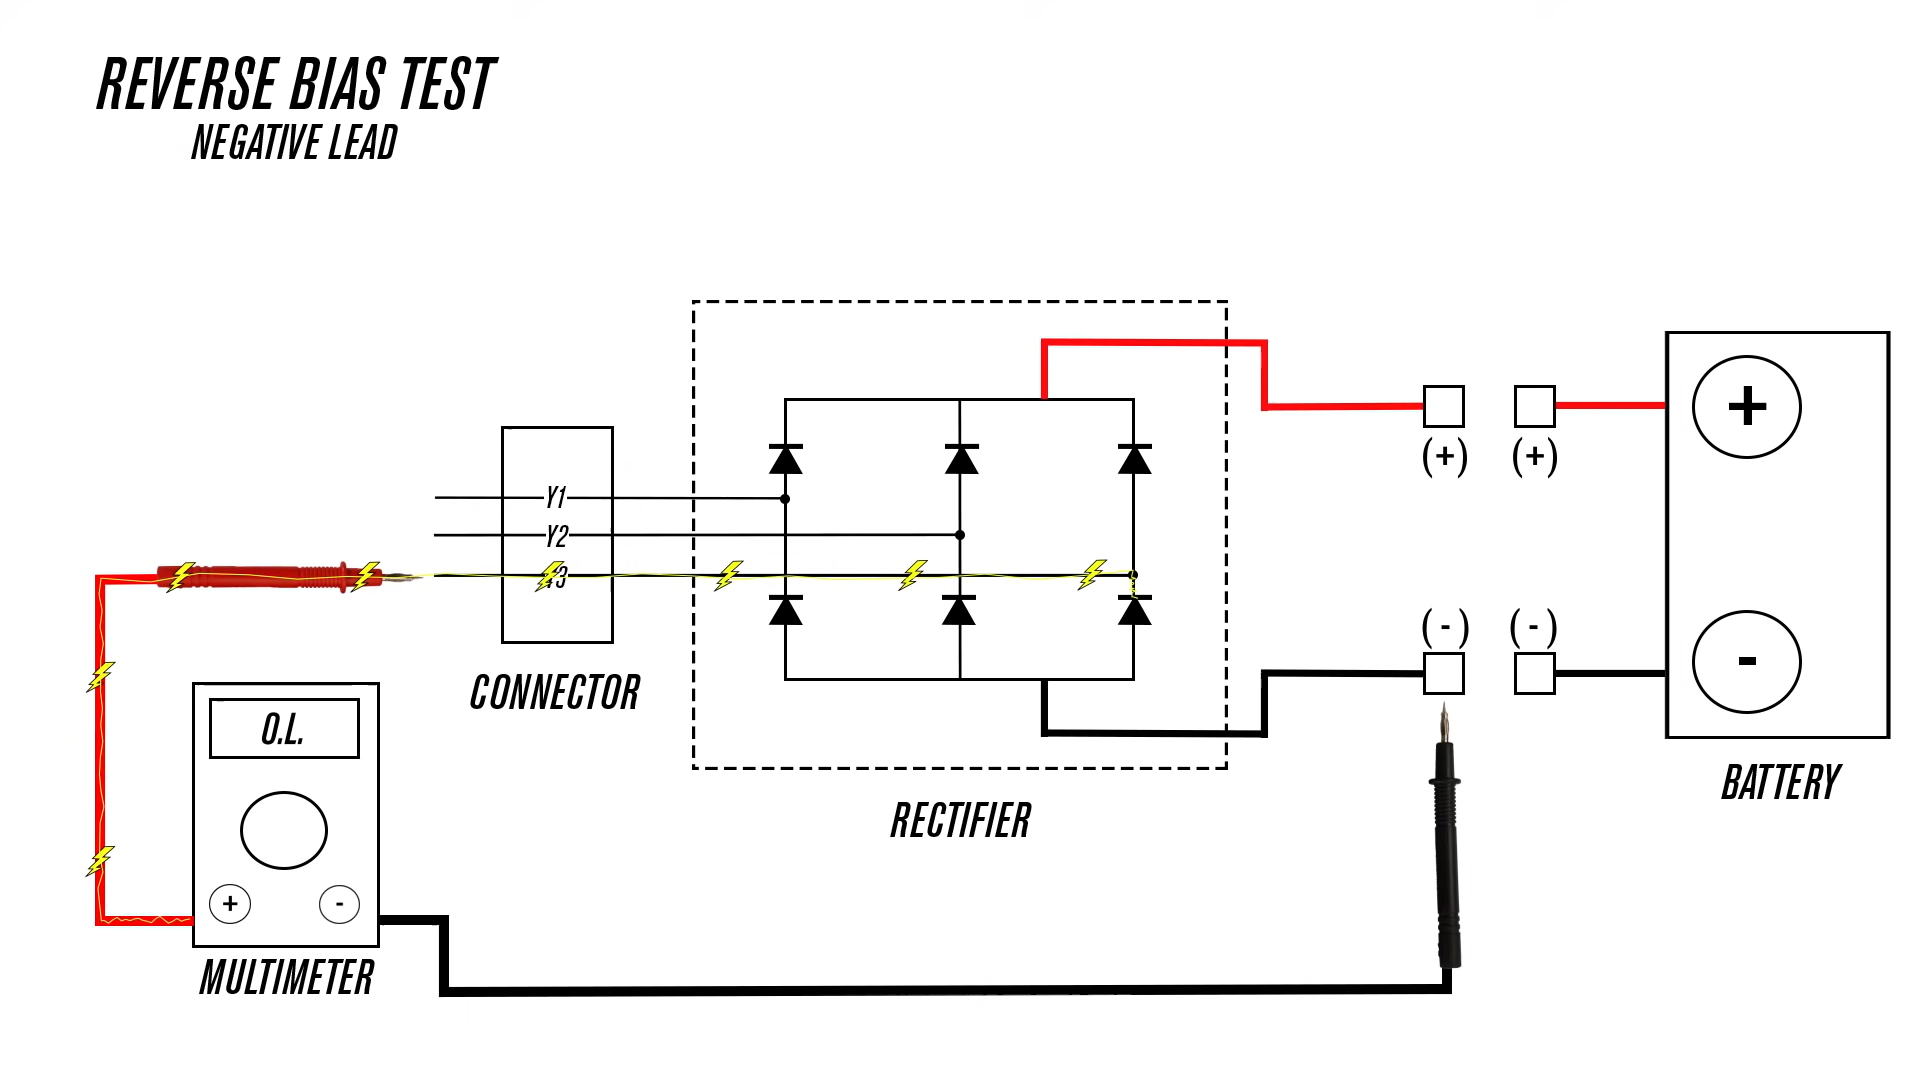 REVERSE BIAS TEST
NEGATIVE LEAD
+
(+) (+)
Y1
Y2
(-) (-)
-
CONNECTOR
O.L.
BATTERY
RECTIFIER
+ -
MULTIMETER